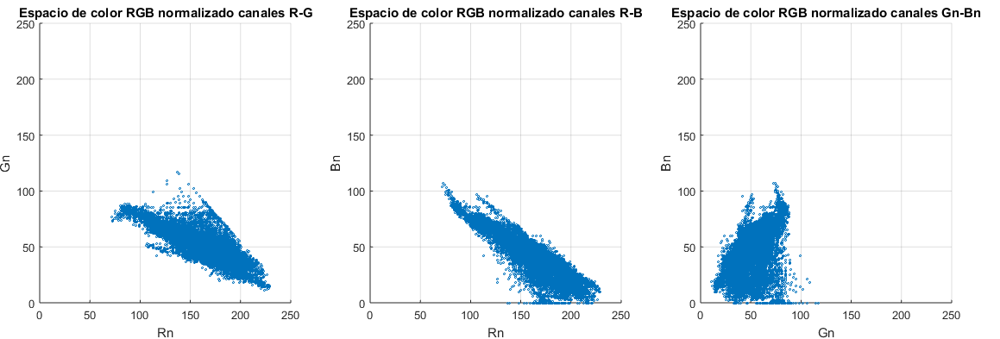 Espacio de color RGB normalizado canales R-G
Espacio de color RGB normalizado canales R-B
Espacio de color RGB normalizado canales Gn-Bn
250
200
150
100
50
0
Gn
0 50 100 150 200 250
Rn
250
200
150
100
50
0
Bn
0 50 100 150 200 250
Rn
250
200
150
100
50
0
Bn
0 50 100 150 200 250
Gn